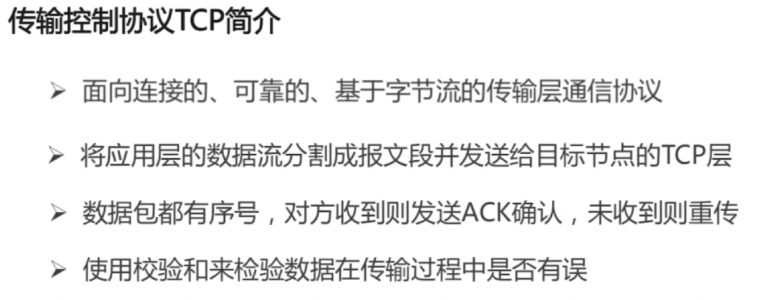 传输控制协议TCP简介
➢ 面向连接的、可靠的、基于字节流的传输层通信协议
➢ 将应用层的数据流分割成报文段并发送给目标节点的TCP层
➢ 数据包都有序号，对方收到则发送ACK确认，未收到则重传
➢ 使用校验和来检验数据在传输过程中是否有误